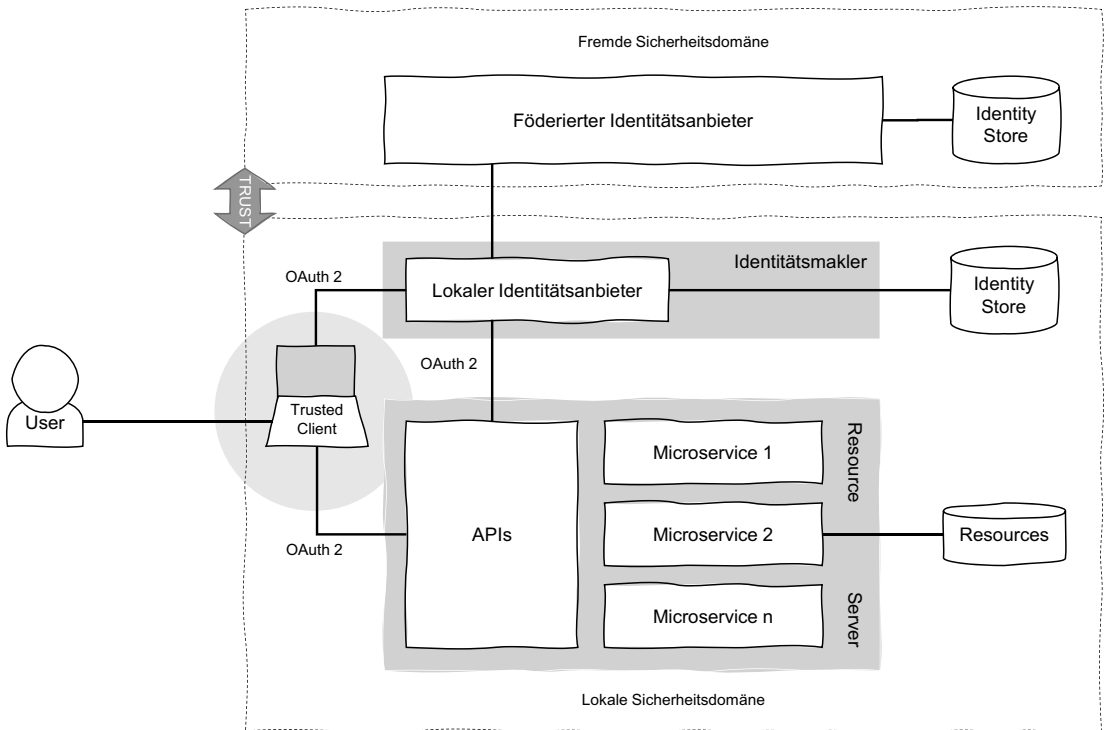 Fremde Sicherheitsdomäne
Föderierter Identitätsanbieter
Identity
Store
TRUST
Identitätsmakler
OAuth 2
Lokaler Identitätsanbieter
Identity
Store
OAuth 2
User
Trusted
Client
Resource
Microservice 1
APIs
Microservice 2
Resources
OAuth 2
Microservice n
Server
Lokale Sicherheitsdomäne